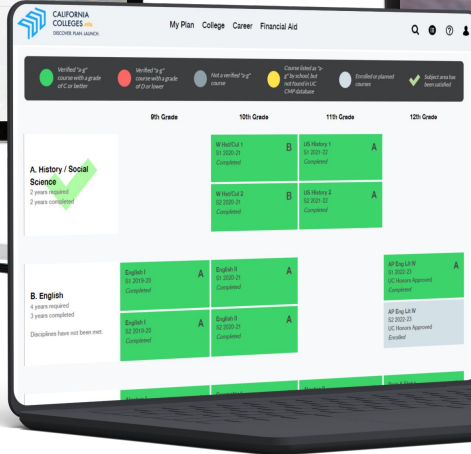 CALIFORNIA
COLLEGES edu
DISCOVER. PLAN. LAUNCH.
My Plan College Career Financial Aid
Verified "a-g"
course with a grade
of C or better
Verified "a-g"
course with a grade
of D or lower
Not a verified "a-g"
course
Course listed as "a-
g" by school, but
not found in UC
CMP database
Enrolled or planned
courses
Subject area has
been satisfied
9th Grade
10th Grade
11th Grade
12th Grade
A. History / Social
Science
2 years required
2 years completed
W Hist/Cul 1 B
S1 2020-21
Completed
US History 1 A
S1 2021-22
Completed
W Hist/Cul 2 B
S2 2020-21
Completed
US History 2 A
S2 2021-22
Completed
B. English
4 years required
3 years completed
Disciplines have not been met.
English I A
S1 2019-20
Completed
English II A
S1 2020-21
Completed
AP Eng Lit IV A
S1 2022-23
UC Honors Approved
Completed
English I A
S2 2019-20
Completed
English II A
S2 2020-21
Completed
AP Eng Lit IV
S2 2022-23
UC Honors Approved
Enrolled